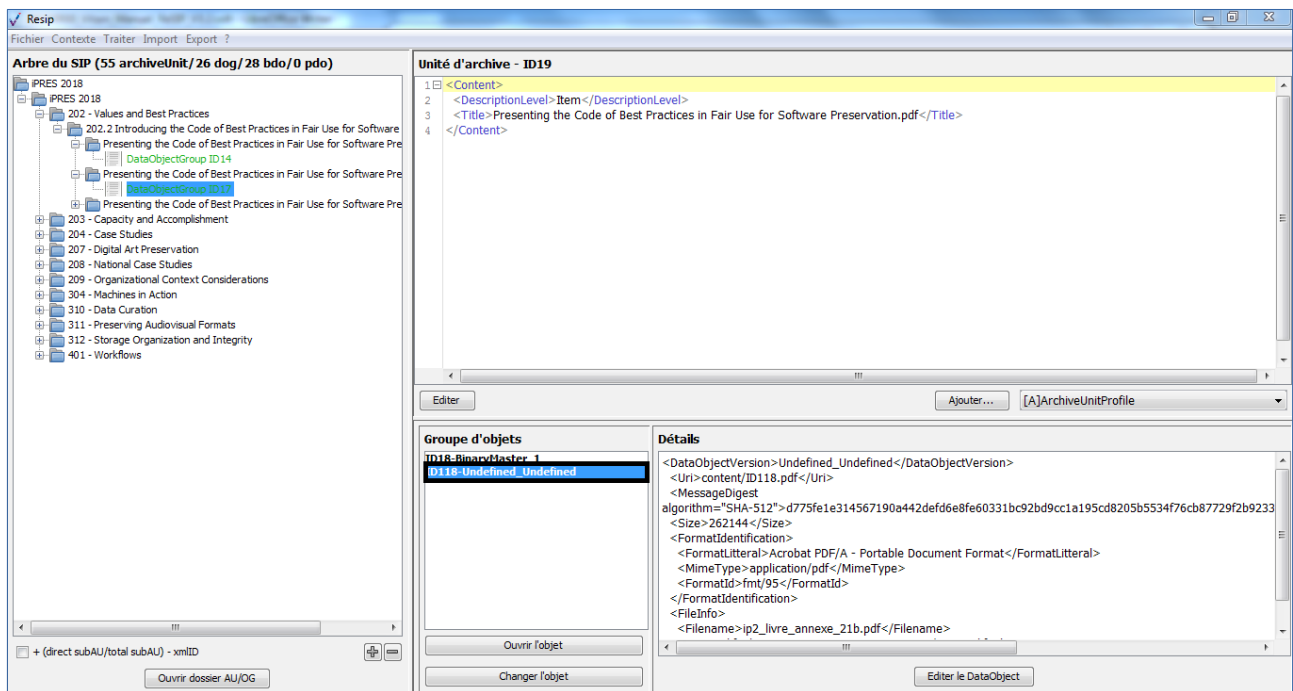 Resip
Fichier Contexte Traiter Import Export ?
Arbre du SIP (55 archiveUnit/26 dog/28 bdo/0 pdo)
iPRES 2018
iPRES 2018
202 - Values and Best Practices
202.2 Introducing the Code of Best Practices in Fair Use for Software
Presenting the Code of Best Practices in Fair Use for Software Pre
DataObjectGroup ID14
Presenting the Code of Best Practices in Fair Use for Software Pre
DataObjectGroup ID17
Presenting the Code of Best Practices in Fair Use for Software Pre
203 - Capacity and Accomplishment
204 - Case Studies
207 - Digital Art Preservation
208 - National Case Studies
209 - Organizational Context Considerations
304 - Machines in Action
310 - Data Curation
311 - Preserving Audiovisual Formats
312 - Storage Organization and Integrity
401 - Workflows
+ (direct subAU/total subAU) - xmlID
Ouvrir dossier AU/OG
Unité d'archive - ID19
1 <Content>
2 <DescriptionLevel>Item</DescriptionLevel>
3 <Title>Presenting the Code of Best Practices in Fair Use for Software Preservation.pdf</Title>
4 </Content>
Editer
Ajouter...
[A]ArchiveUnitProfile
Groupe d'objets
ID18-BinaryMaster_1
ID118-Undefined_Undefined
Ouvrir l'objet
Changer l'objet
Détails
<DataObjectVersion>Undefined_Undefined</DataObjectVersion>
<Uri>content/ID118.pdf</Uri>
<MessageDigest
algorithm="SHA-512">d775fe1e314567190a442defd6e8fe60331bc92bd9cc1a195cd8205b5534f76cb87729f2b9233
<Size>262144</Size>
<FormatIdentification>
<FormatLitteral>Acrobat PDF/A - Portable Document Format</FormatLitteral>
<MimeType>application/pdf</MimeType>
<FormatId>fmt/95</FormatId>
</FormatIdentification>
<FileInfo>
<Filename>ip2_livre_annexe_21b.pdf</Filename>
Editer le DataObject